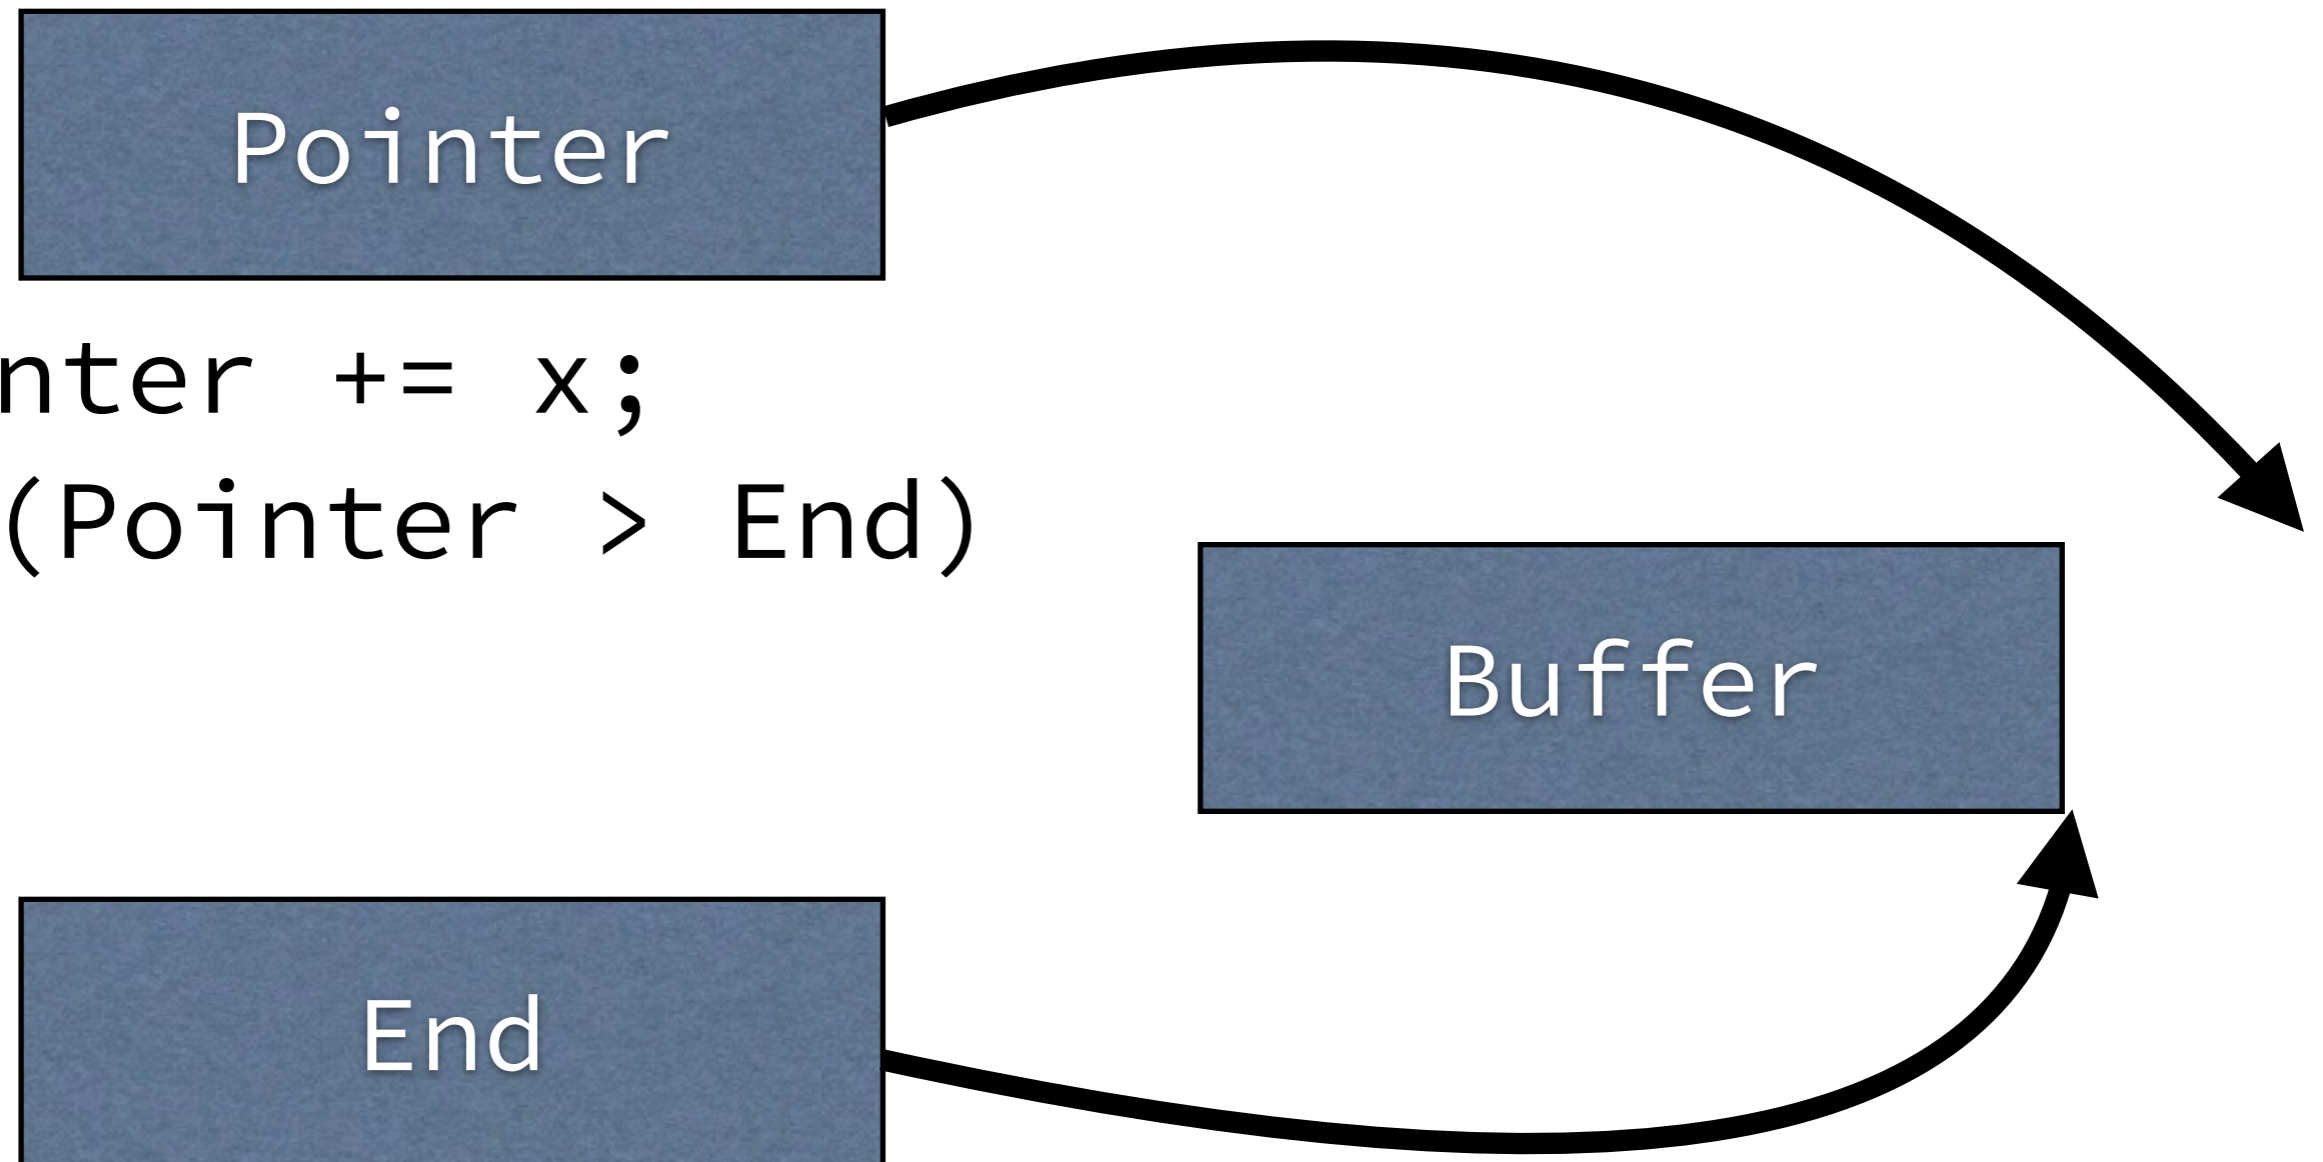 Pointer
nter += x;
(Pointer > End)
Buffer
End